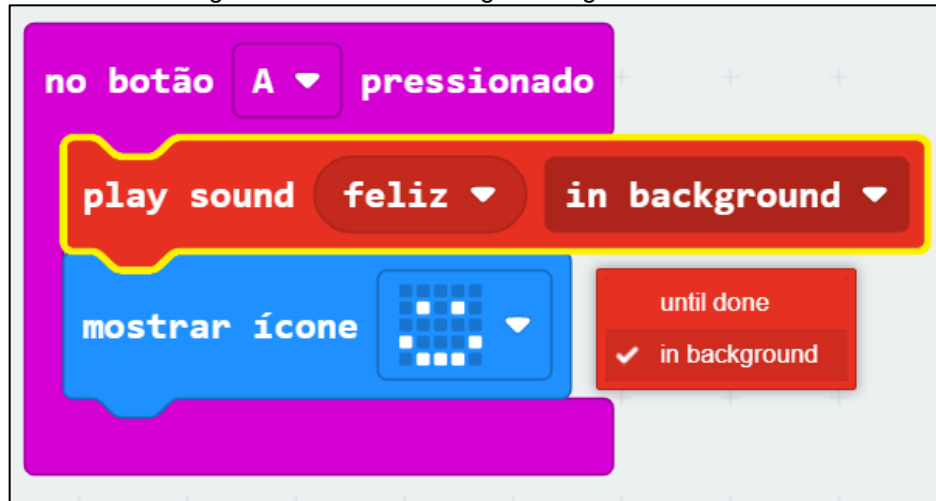 no botão A pressionado
play sound feliz in background
mostrar ícone
until done
in background